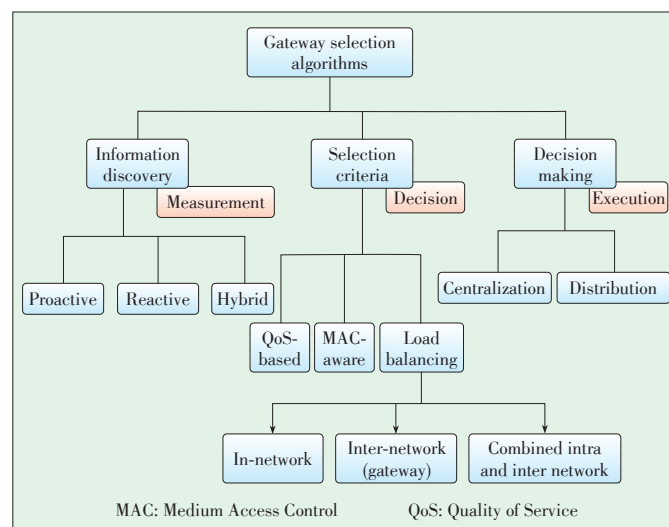 Gateway selection
algorithms
Information
discovery
Measurement
Selection
criteria
Decision
Decision
making
Execution
Proactive
Reactive
Hybrid
Centralization
Distribution
QoS-
based
MAC-
aware
Load
balancing
In-network
Inter-network
(gateway)
Combined intra
and inter network
MAC: Medium Access Control
QoS: Quality of Service